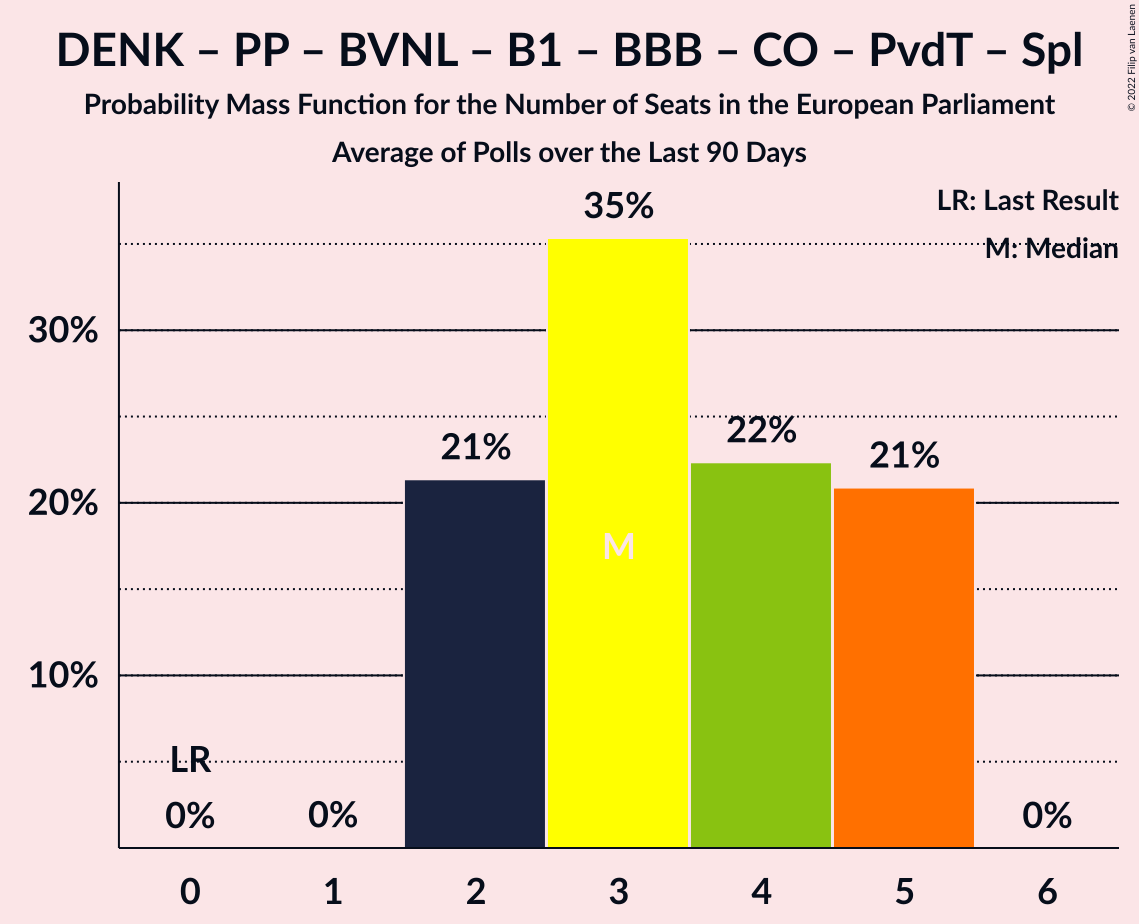 DENK – PP – BVNL – B1 – BBB – CO – PvdT – Spl
Probability Mass Function for the Number of Seats in the European Parliament
Average of Polls over the Last 90 Days
© 2022 Filip van Laenen
LR: Last Result
M: Median
35%
30%
22%
21%
21%
20%
M
10%
LR
0%
0%
0%
0
1
2
3
4
5
6